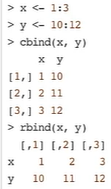 > x <- 1:3
> y <- 10:12
> cbind(x, y)
     x  y
[1,] 1 10
[2,] 2 11
[3,] 3 12
> rbind(x, y)
  [,1] [,2] [,3]
x    1    2    3
y   10   11   12